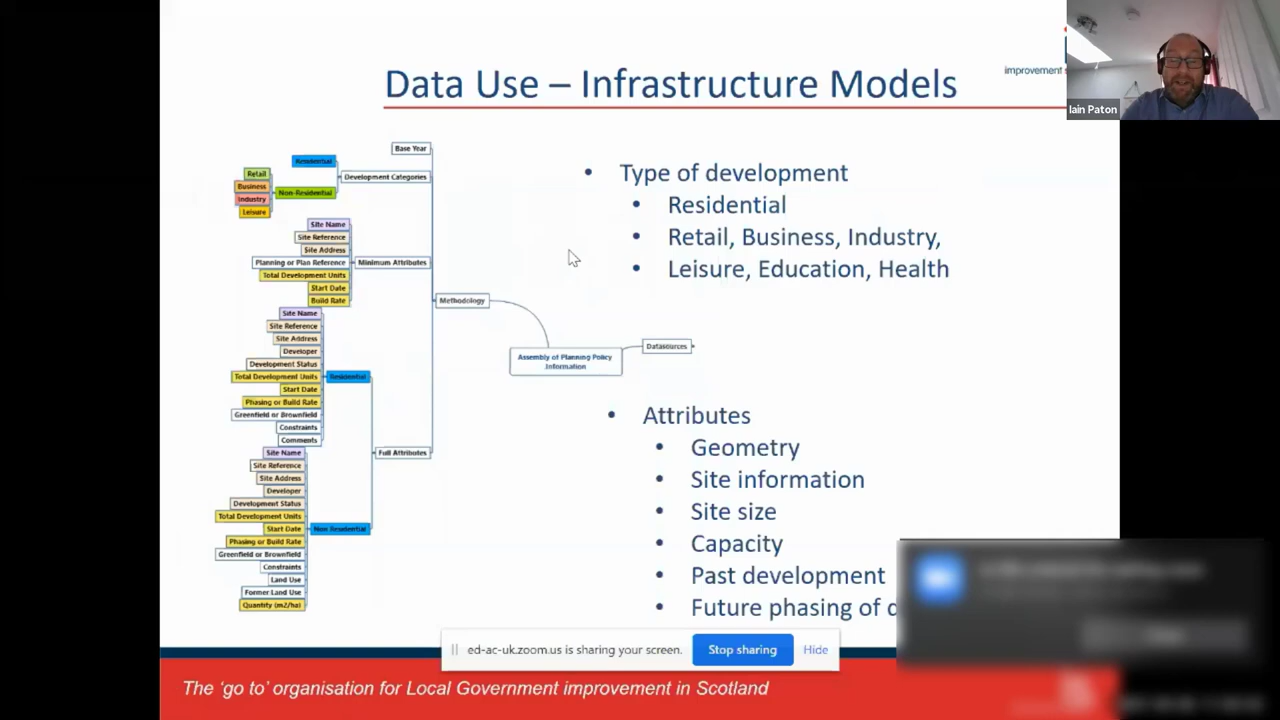 Data Use – Infrastructure Models
improvement
Iain Paton
Base Year
Residential
Retail
Development Categories
Business
Non-Residential
Industry
Leisure
Site Name
Site Reference
Site Address
Planning or Plan Reference
Minimum Attributes
Total Development Units
Start Date
Build Rate
Methodology
Site Name
Site Reference
Site Address
Developer
Development Status
Total Development Units
Residential
Start Date
Phasing or Build Rate
Greenfield or Brownfield
Constraints
Comments
Full Attributes
Site Name
Site Reference
Site Address
Developer
Development Status
Total Development Units
Start Date
Non Residential
Phasing or Build Rate
Greenfield or Brownfield
Constraints
Land Use
Former Land Use
Quantity (m2/ha)
Assembly of Planning Policy
Information
Datasources
• Type of development
• Residential
• Retail, Business, Industry,
• Leisure, Education, Health
• Attributes
• Geometry
• Site information
• Site size
• Capacity
• Past development
• Future phasing of
ed-ac-uk.zoom.us is sharing your screen.
Stop sharing
Hide
The 'go to' organisation for Local Government improvement in Scotland